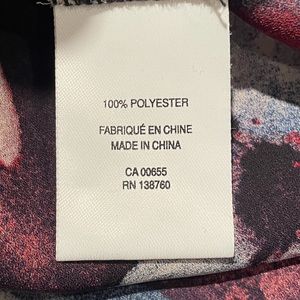 100% POLYESTER
FABRIQUÉ EN CHINE
MADE IN CHINA
CA 00655
RN 138760